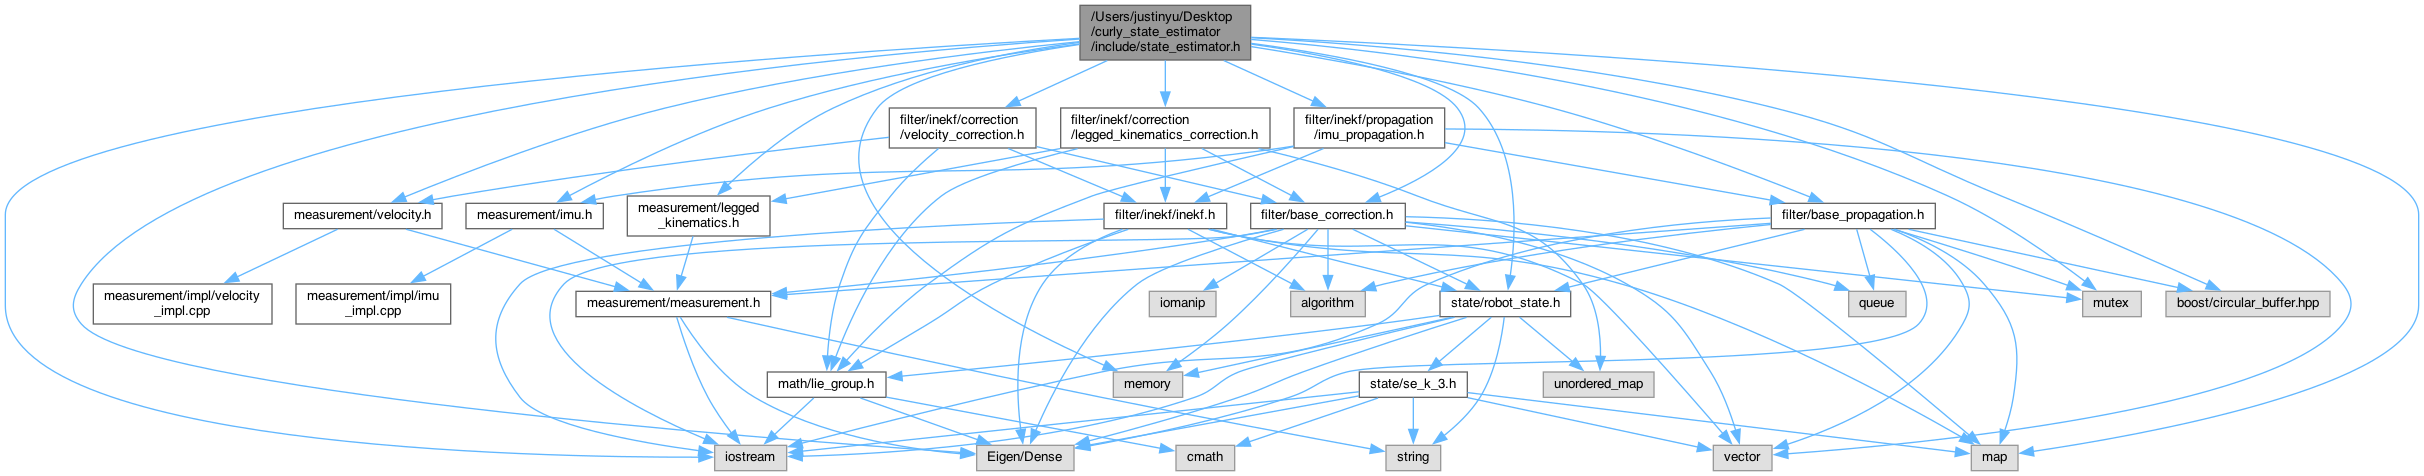 /Users/justinyu/Desktop
/curly_state_estimator
/include/state_estimator.h
filter/inekf/correction
/velocity_correction.h
filter/inekf/correction
/legged_kinematics_correction.h
filter/inekf/propagation
/imu_propagation.h
measurement/velocity.h
measurement/imu.h
measurement/legged
_kinematics.h
filter/inekf/inekf.h
filter/base_correction.h
filter/base_propagation.h
measurement/impl/velocity
_impl.cpp
measurement/impl/imu
_impl.cpp
measurement/measurement.h
iomanip
algorithm
state/robot_state.h
queue
mutex
boost/circular_buffer.hpp
math/lie_group.h
memory
state/se_k_3.h
unordered_map
iostream
Eigen/Dense
cmath
string
vector
map